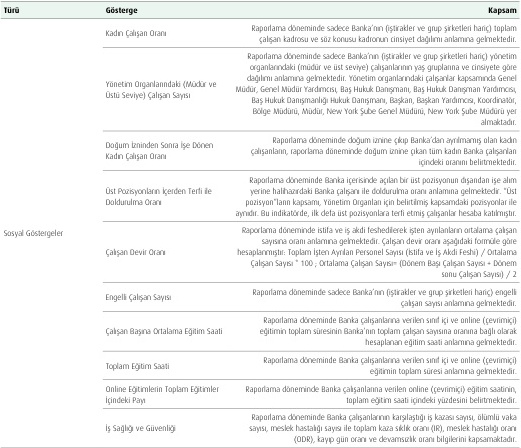 Türü Gösterge Kapsam
Kadın Çalışan Oranı
Raporlama döneminde sadece Banka'nın (iştirakler ve grup şirketleri hariç) toplam
çalışan kadrosu ve söz konusu kadronun cinsiyet dağılımı anlamına gelmektedir.
Yönetim Organlarındaki (Müdür ve
Üstü Seviye) Çalışan Sayısı
Raporlama döneminde sadece Banka'nın (iştirakler ve grup şirketleri hariç) yönetim
organlarındaki (müdür ve üst seviye) çalışanlarının yaş gruplarına ve cinsiyete göre
dağılımı anlamına gelmektedir. Yönetim organlarındaki çalışanlar kapsamında Genel
Müdür, Genel Müdür Yardımcısı, Baş Hukuk Danışmanı, Baş Hukuk Danışman Yardımcısı,
Baş Hukuk Danışmanlığı Hukuk Danışmanı, Başkan, Başkan Yardımcısı, Koordinatör,
Bölge Müdürü, Müdür, New York Şube Genel Müdürü, New York Şube Müdürü yer
almaktadır.
Doğum İzninden Sonra İşe Dönen
Kadın Çalışan Oranı
Raporlama döneminde doğum iznine çıkıp Banka'dan ayrılmamış olan kadın
çalışanların, raporlama döneminde doğum iznine çıkan tüm kadın Banka çalışanları
içindeki oranını belirtmektedir.
Üst Pozisyonların İçerden Terfi ile
Doldurulma Oranı
Raporlama döneminde Banka içerisinde açılan bir üst pozisyonun dışarıdan işe alım
yerine halihazırdaki Banka çalışanı ile doldurulma oranı anlamına gelmektedir. "Üst
pozisyon"ların kapsamı, Yönetim Organları için belirtilmiş kapsamdaki pozisyonlar ile
aynıdır. Bu indikatörde, ilk defa üst pozisyonlara terfi etmiş çalışanlar hesaba katılmıştır.
Sosyal Göstergeler
Çalışan Devir Oranı
Raporlama döneminde istifa ve iş akdi feshedilerek işten ayrılanların ortalama çalışan
sayısına oranı anlamına gelmektedir. Çalışan devir oranı aşağıdaki formüle göre
hesaplanmıştır: Toplam İşten Ayrılan Personel Sayısı (İstifa ve İş Akdi Feshi) / Ortalama
Çalışan Sayısı * 100 ; Ortalama Çalışan Sayısı= (Dönem Başı Çalışan Sayısı + Dönem
sonu Çalışan Sayısı) / 2
Engelli Çalışan Sayısı
Raporlama döneminde sadece Banka'nın (iştirakler ve grup şirketleri hariç) engelli
çalışan sayısı anlamına gelmektedir.
Çalışan Başına Ortalama Eğitim Saati
Raporlama döneminde Banka çalışanlarına verilen sınıf içi ve online (çevrimiçi)
eğitimin toplam süresinin Banka'nın toplam çalışan sayısına oranına bağlı olarak
hesaplanan eğitim saati anlamına gelmektedir.
Toplam Eğitim Saati
Raporlama döneminde Banka çalışanlarına verilen sınıf içi ve online (çevrimiçi)
eğitimin toplam süresi anlamına gelmektedir.
Online Eğitimlerin Toplam Eğitimler
İçindeki Payı
Raporlama döneminde Banka çalışanlarına verilen online (çevrimiçi) eğitim saatinin,
toplam eğitim saati içindeki yüzdesini belirtmektedir.
İş Sağlığı ve Güvenliği
Raporlama döneminde Banka çalışanlarının karşılaştığı iş kazası sayısı, ölümlü vaka
sayısı, meslek hastalığı sayısı ile toplam kaza sıklık oranı (IR), meslek hastalığı oranı
(ODR), kayıp gün oranı ve devamsızlık oranı bilgilerini kapsamaktadır.